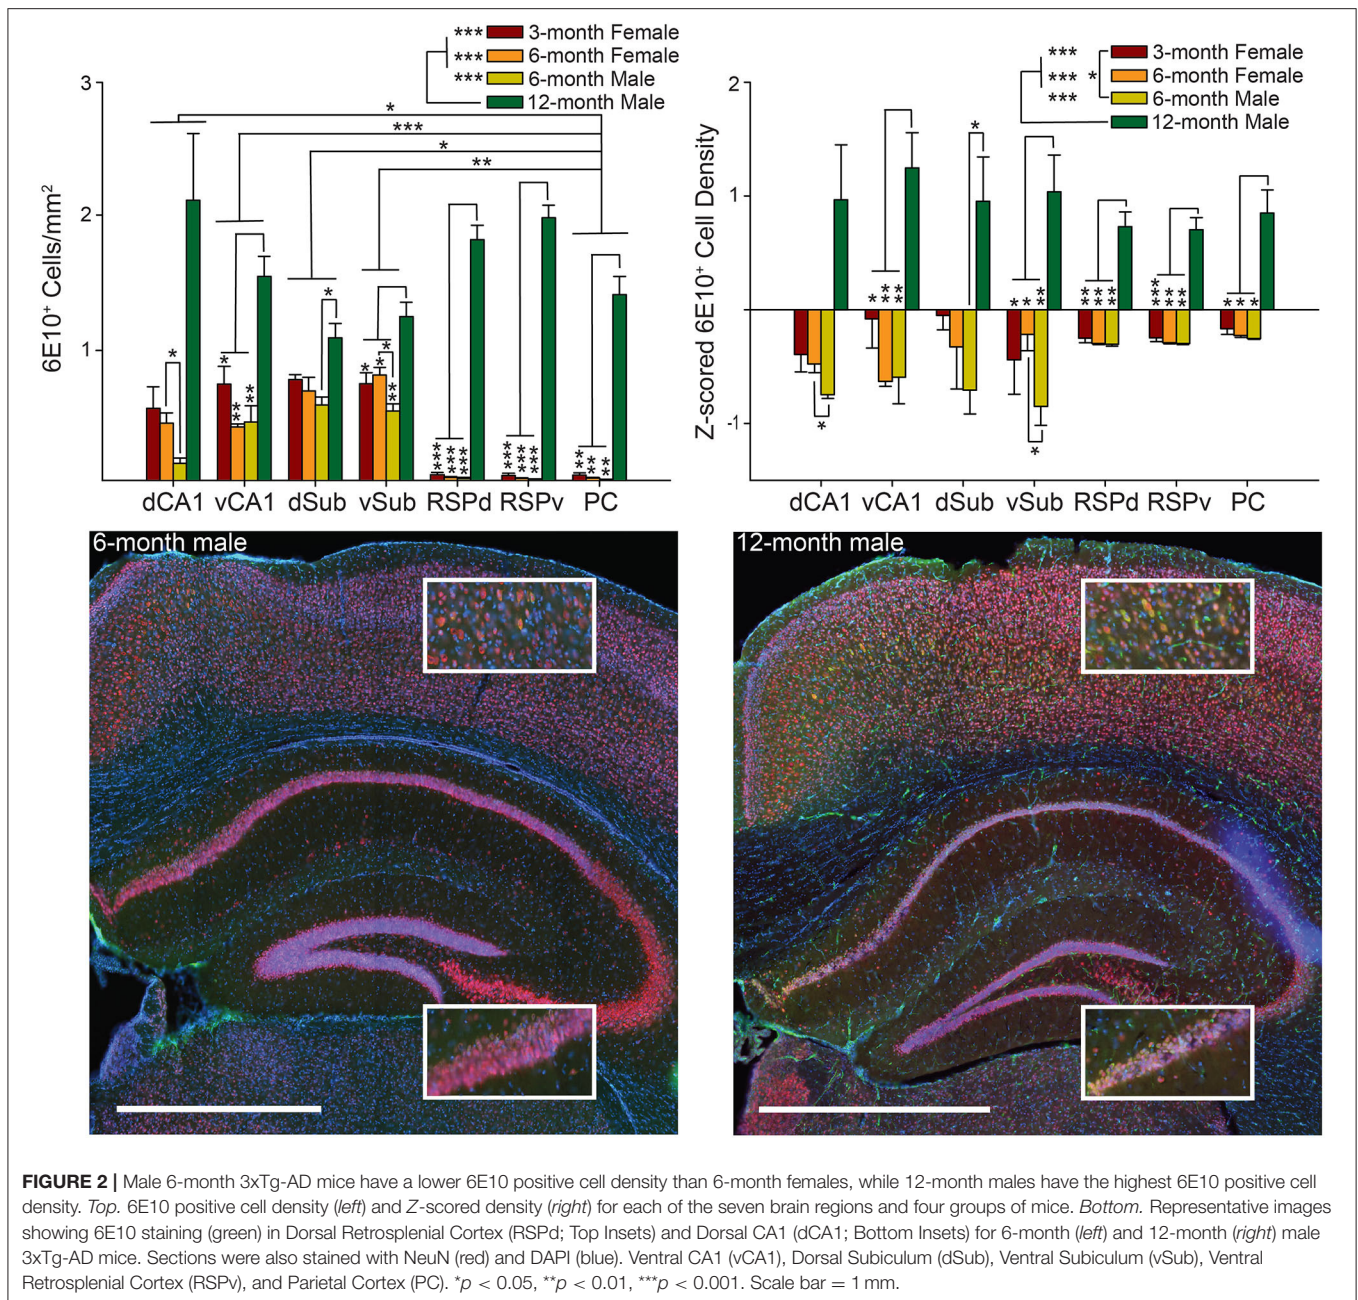 *** 3-month Female
*** 6-month Female
*** 6-month Male
12-month Male
3
2
1
6E10+ Cells/mm2
*
***
*
**
*
*
**
**
*
*
*
*
**
***
***
***
***
***
***
**
**
**
dCA1 vCA1 dSub vSub RSPd RSPv PC
*** 3-month Female
*** * 6-month Female
*** 6-month Male
12-month Male
2
1
-1
Z-scored 6E10+ Cell Density
*
*
**
**
*
*
*
**
*
**
***
***
***
***
***
*
*
*
dCA1 vCA1 dSub vSub RSPd RSPv PC
6-month male
12-month male
FIGURE 2 | Male 6-month 3xTg-AD mice have a lower 6E10 positive cell density than 6-month females, while 12-month males have the highest 6E10 positive cell
density. Top. 6E10 positive cell density (left) and Z-scored density (right) for each of the seven brain regions and four groups of mice. Bottom. Representative images
showing 6E10 staining (green) in Dorsal Retrosplenial Cortex (RSPd; Top Insets) and Dorsal CA1 (dCA1; Bottom Insets) for 6-month (left) and 12-month (right) male
3xTg-AD mice. Sections were also stained with NeuN (red) and DAPI (blue). Ventral CA1 (vCA1), Dorsal Subiculum (dSub), Ventral Subiculum (vSub), Ventral
Retrosplenial Cortex (RSPv), and Parietal Cortex (PC). *p < 0.05, **p < 0.01, ***p < 0.001. Scale bar = 1 mm.